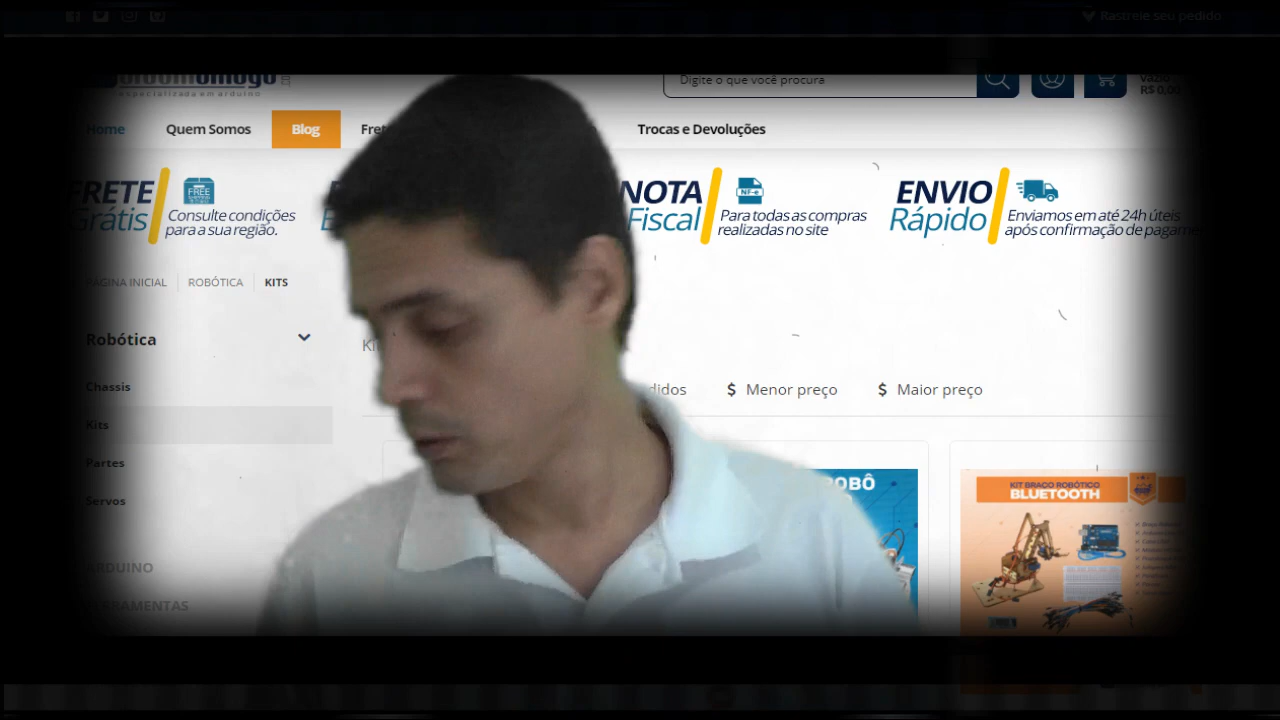 Rastreie seu pedido
especializada em arduino
Digite o que você procura
Vazio
R$ 0,00
Home
Quem Somos
Blog
Trocas e Devoluções
FRETE
Grátis
Consulte condições
para a sua região.
NOTA
Fiscal
NF-e
Para todas as compras
realizadas no site
ENVIO
Rápido
Enviamos em até 24h úteis
após confirmação de pagame
PÁGINA INICIAL
ROBÓTICA
KITS
Robótica
Chassis
Kits
Partes
Servos
ARDUINO
FERRAMENTAS
$ Menor preço
$ Maior preço
KIT BRAÇO ROBÓTICO
BLUETOOTH